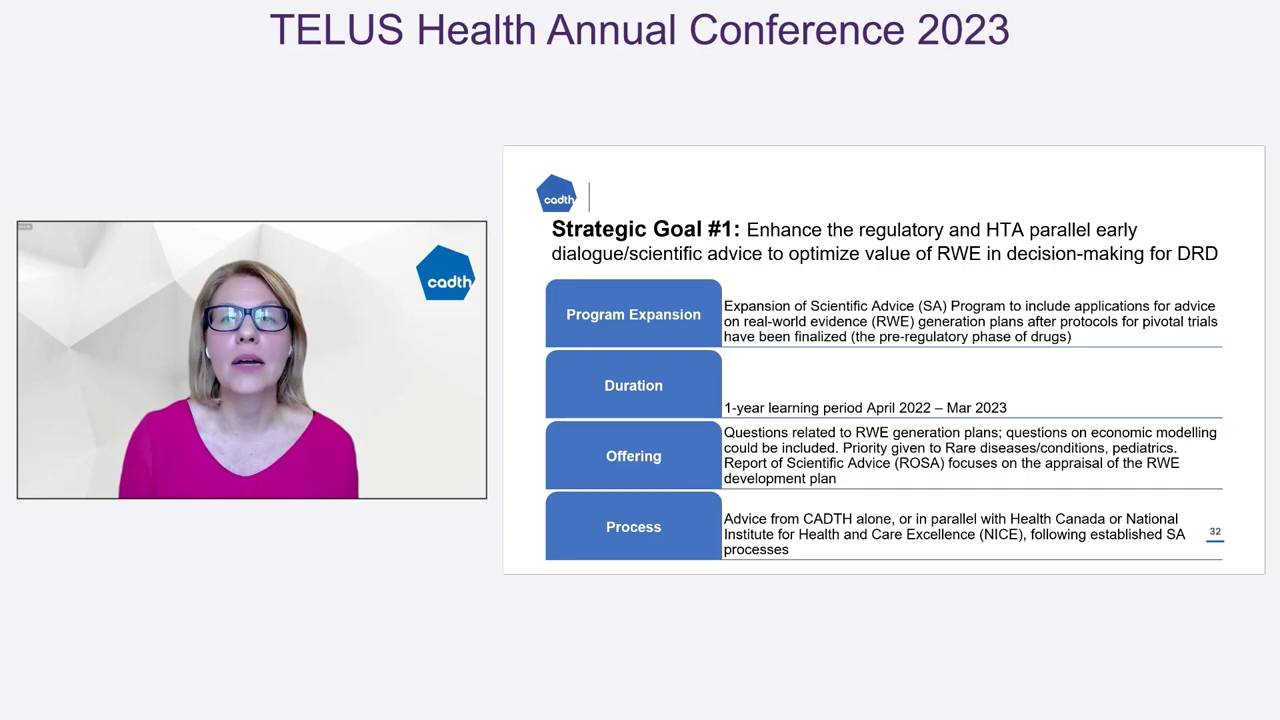 TELUS Health Annual Conference 2023
cadth
cadth
Strategic Goal #1: Enhance the regulatory and HTA parallel early
dialogue/scientific advice to optimize value of RWE in decision-making for DRD
Program Expansion
Expansion of Scientific Advice (SA) Program to include applications for advice
on real-world evidence (RWE) generation plans after protocols for pivotal trials
have been finalized (the pre-regulatory phase of drugs)
Duration
1-year learning period April 2022 – Mar 2023
Offering
Questions related to RWE generation plans; questions on economic modelling
could be included. Priority given to Rare diseases/conditions, pediatrics.
Report of Scientific Advice (ROSA) focuses on the appraisal of the RWE
development plan
Process
Advice from CADTH alone, or in parallel with Health Canada or National
Institute for Health and Care Excellence (NICE), following established SA
processes
32